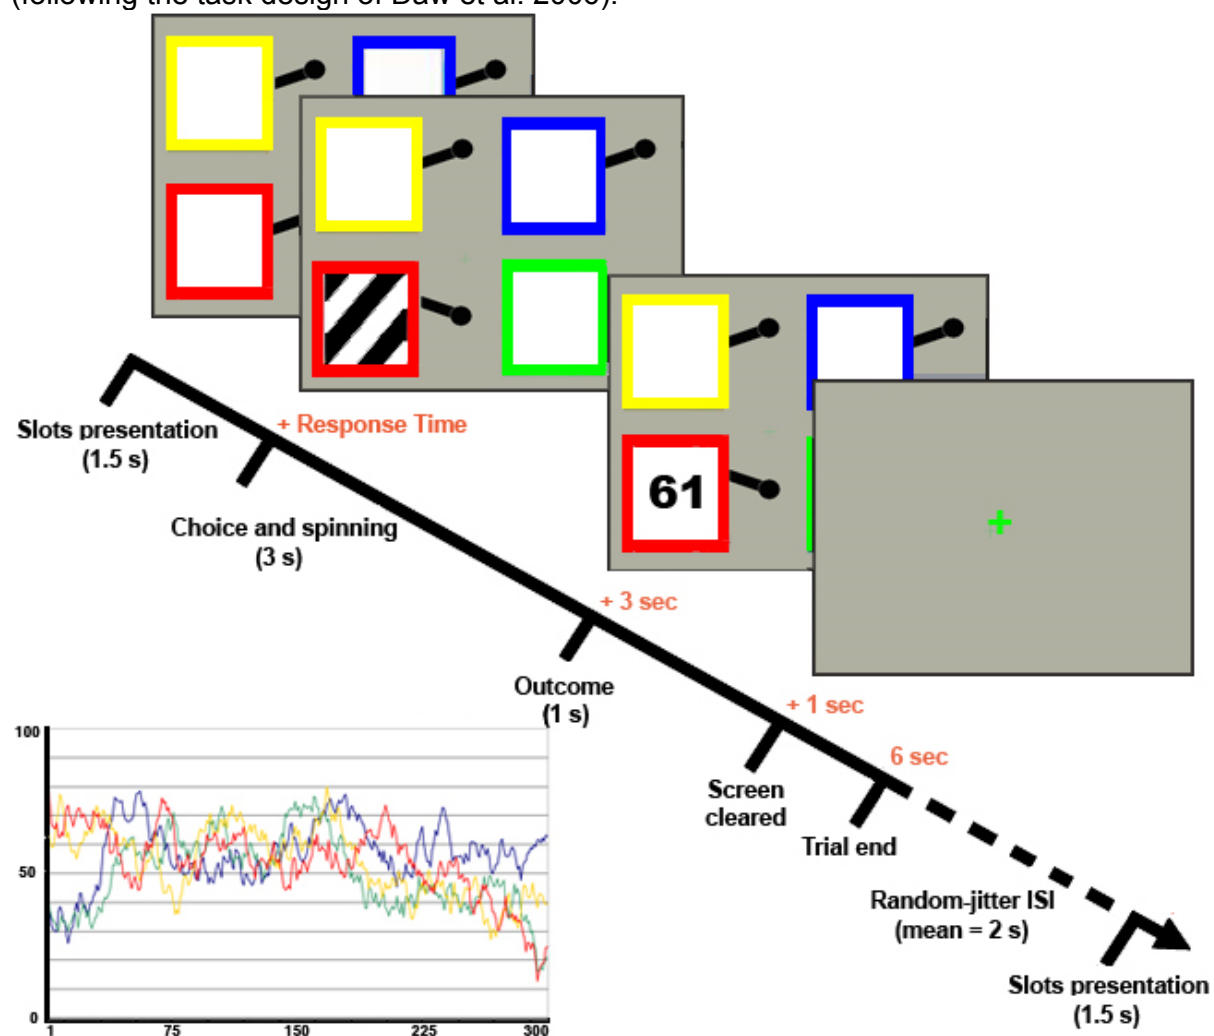 (following the task design of Daw et al. 2006).
Slots presentation
(1.5 s)
+ Response Time
Choice and spinning
(3 s)
61
+ 3 sec
Outcome
(1 s)
+ 1 sec
6 sec
Screen
cleared
Trial end
Random-jitter ISI
(mean = 2 s)
Slots presentation
(1.5 s)
100
50
0
1 75 150 225 300